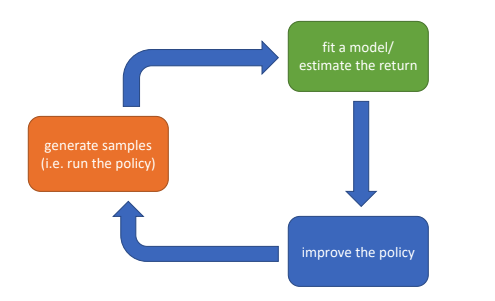 fit a model/
estimate the return
generate samples
(i.e. run the policy)
improve the policy